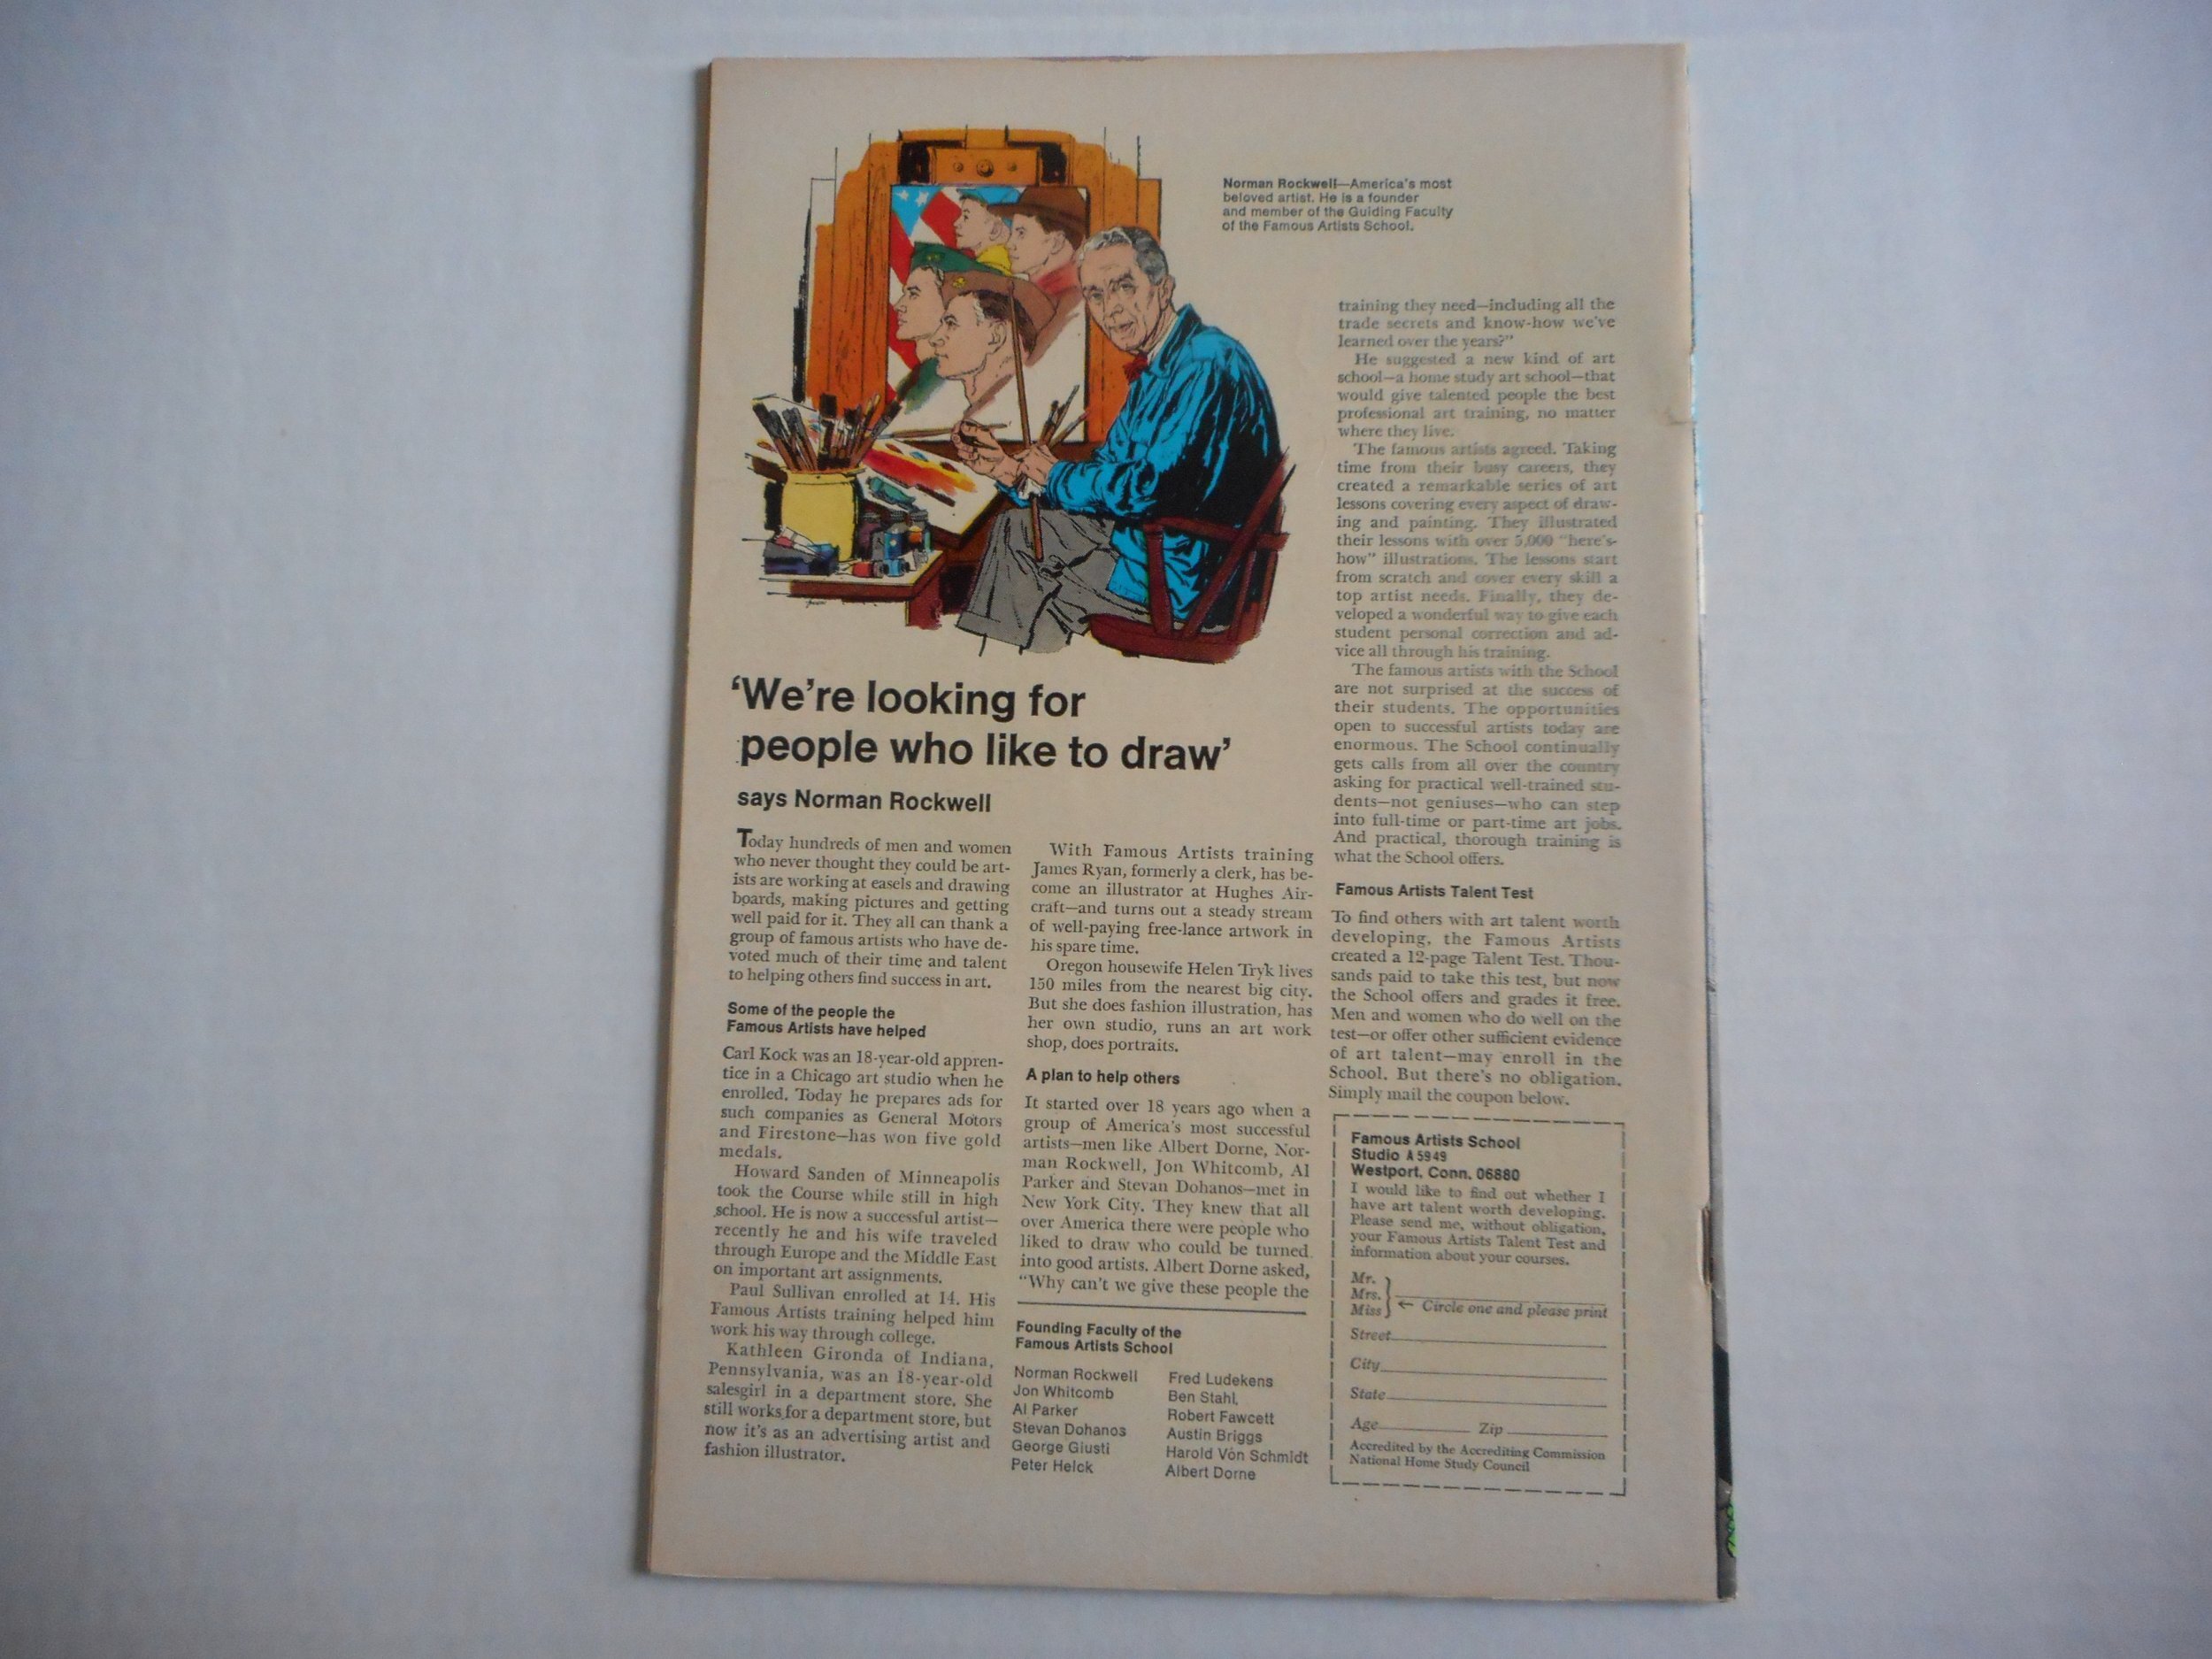 Norman Rockwell—America's most
beloved artist. He is a founder
and member of the Guiding Faculty
of the Famous Artists School.
'We're looking for
people who like to draw'
says Norman Rockwell
Today hundreds of men and women
who never thought they could be art-
ists are working at easels and drawing
boards, making pictures and getting
well paid for it. They all can thank a
group of famous artists who have de-
voted much of their time and talent
to helping others find success in art.
Some of the people the
Famous Artists have helped
Carl Kock was an 18-year-old appren-
tice in a Chicago art studio when he
enrolled. Today he prepares ads for
such companies as General Motors
and Firestone—has won five gold
medals.
Howard Sanden of Minneapolis
took the Course while still in high
school. He is now a successful artist—
recently he and his wife traveled
through Europe and the Middle East
on important art assignments.
Paul Sullivan enrolled at 14. His
Famous Artists training helped him
work his way through college.
Kathleen Gironda of Indiana,
Pennsylvania, was an 18-year-old
salesgirl in a department store. She
still works for a department store, but
now it's as an advertising artist and
fashion illustrator.
With Famous Artists training
James Ryan, formerly a clerk, has be-
come an illustrator at Hughes Air-
craft—and turns out a steady stream
of well-paying free-lance artwork in
his spare time.
Oregon housewife Helen Tryk lives
150 miles from the nearest big city.
But she does fashion illustration, has
her own studio, runs an art work
shop, does portraits.
A plan to help others
It started over 18 years ago when a
group of America's most successful
artists—men like Albert Dorne, Nor-
man Rockwell, Jon Whitcomb, Al
Parker and Stevan Dohanos—met in
New York City. They knew that all
over America there were people who
liked to draw who could be turned
into good artists. Albert Dorne asked,
"Why can't we give these people the
training they need—including all the
trade secrets and know-how we've
learned over the years?"
He suggested a new kind of art
school—a home study art school—that
would give talented people the best
professional art training, no matter
where they live.
The famous artists agreed. Taking
time from their busy careers, they
created a remarkable series of art
lessons covering every aspect of draw-
ing and painting. They illustrated
their lessons with over 5,000 "here's-
how" illustrations. The lessons start
from scratch and cover every skill a
top artist needs. Finally, they de-
veloped a wonderful way to give each
student personal correction and ad-
vice all through his training.
The famous artists with the School
are not surprised at the success of
their students. The opportunities
open to successful artists today are
enormous. The School continually
gets calls from all over the country
asking for practical well-trained stu-
dents—not geniuses—who can step
into full-time or part-time art jobs.
And practical, thorough training is
what the School offers.
Famous Artists Talent Test
To find others with art talent worth
developing, the Famous Artists
created a 12-page Talent Test. Thou-
sands paid to take this test, but now
the School offers and grades it free.
Men and women who do well on the
test—or offer other sufficient evidence
of art talent—may enroll in the
School. But there's no obligation.
Simply mail the coupon below.
Founding Faculty of the
Famous Artists School
Norman Rockwell
Jon Whitcomb
Al Parker
Stevan Dohanos
George Giusti
Peter Helck
Fred Ludekens
Ben Stahl
Robert Fawcett
Austin Briggs
Harold Von Schmidt
Albert Dorne
Famous Artists School
Studio A 5949
Westport, Conn. 06880
I would like to find out whether I
have art talent worth developing.
Please send me, without obligation,
your Famous Artists Talent Test and
information about your courses.
Mr.
Mrs.
Miss ← Circle one and please print
Street
City
State
Age Zip
Accredited by the Accrediting Commission
National Home Study Council